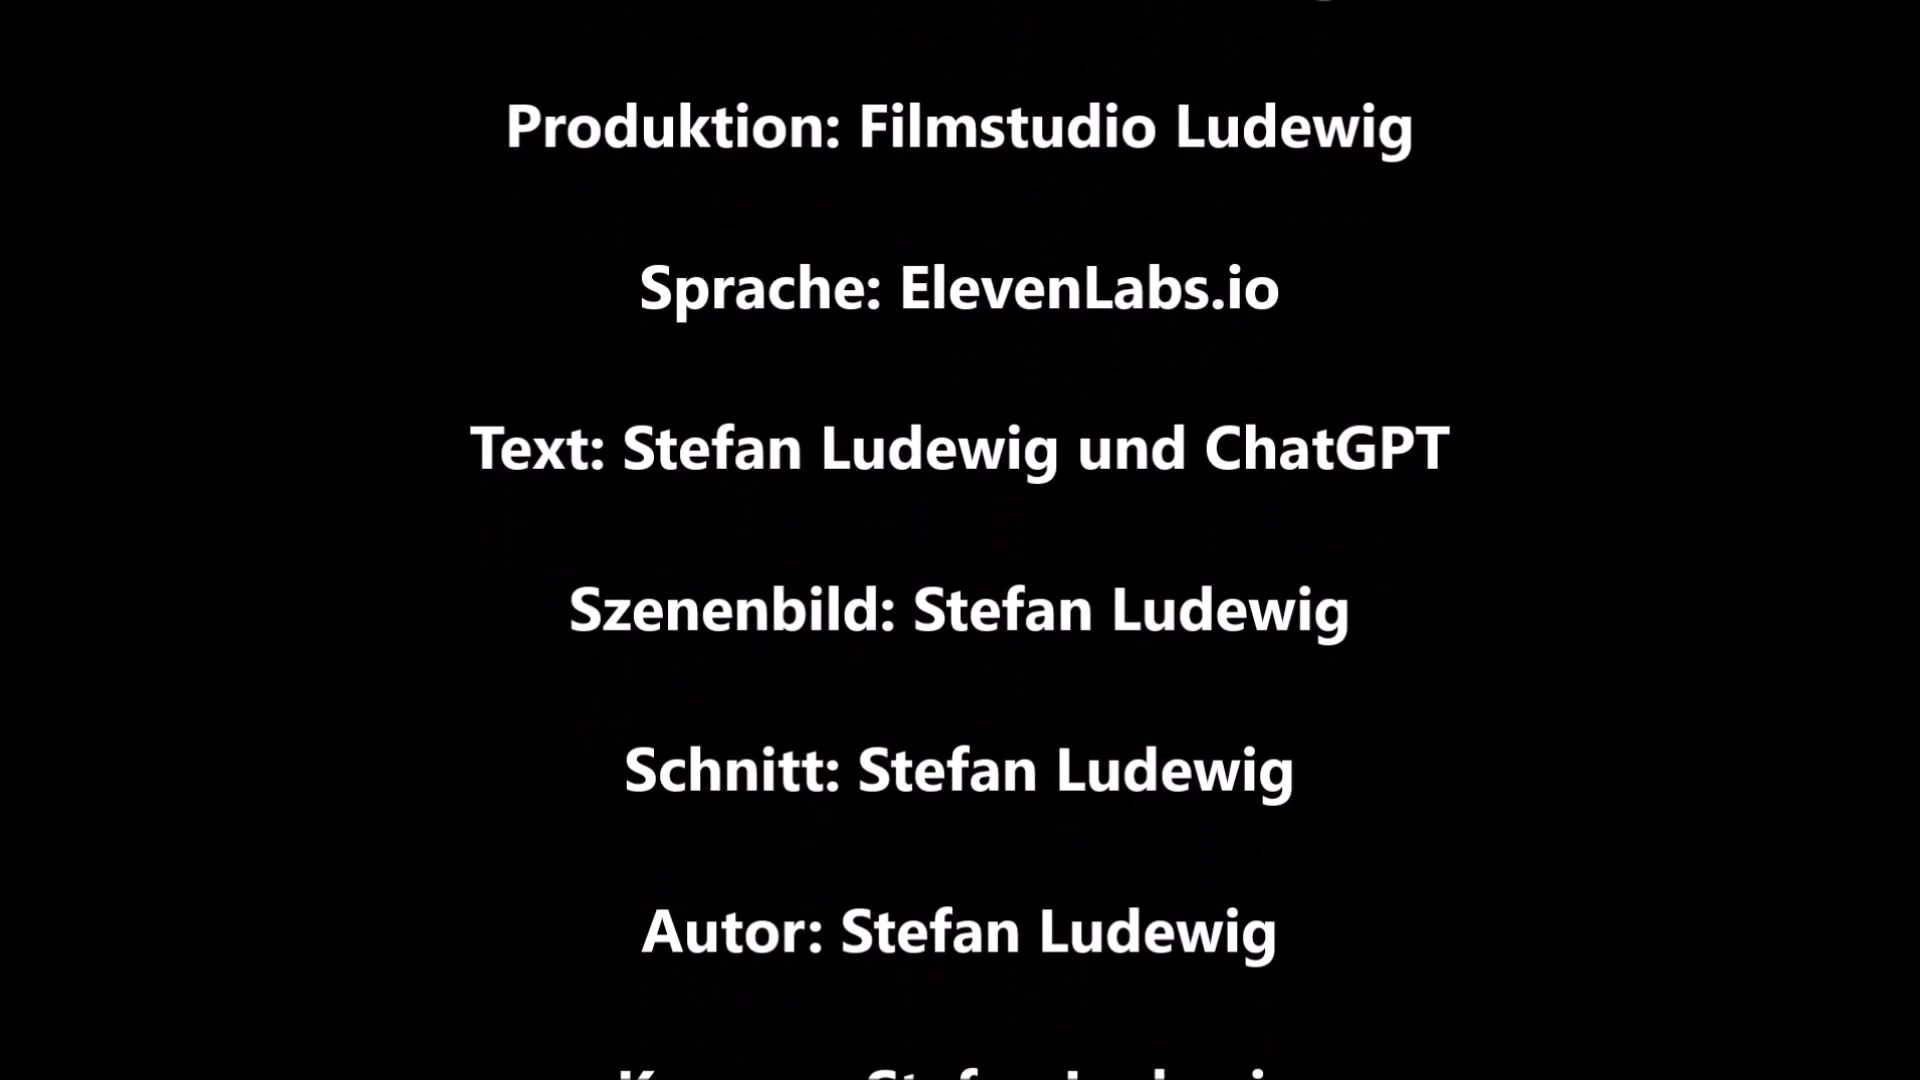 Produktion: Filmstudio Ludewig
Sprache: ElevenLabs.io
Text: Stefan Ludewig und ChatGPT
Szenenbild: Stefan Ludewig
Schnitt: Stefan Ludewig
Autor: Stefan Ludewig